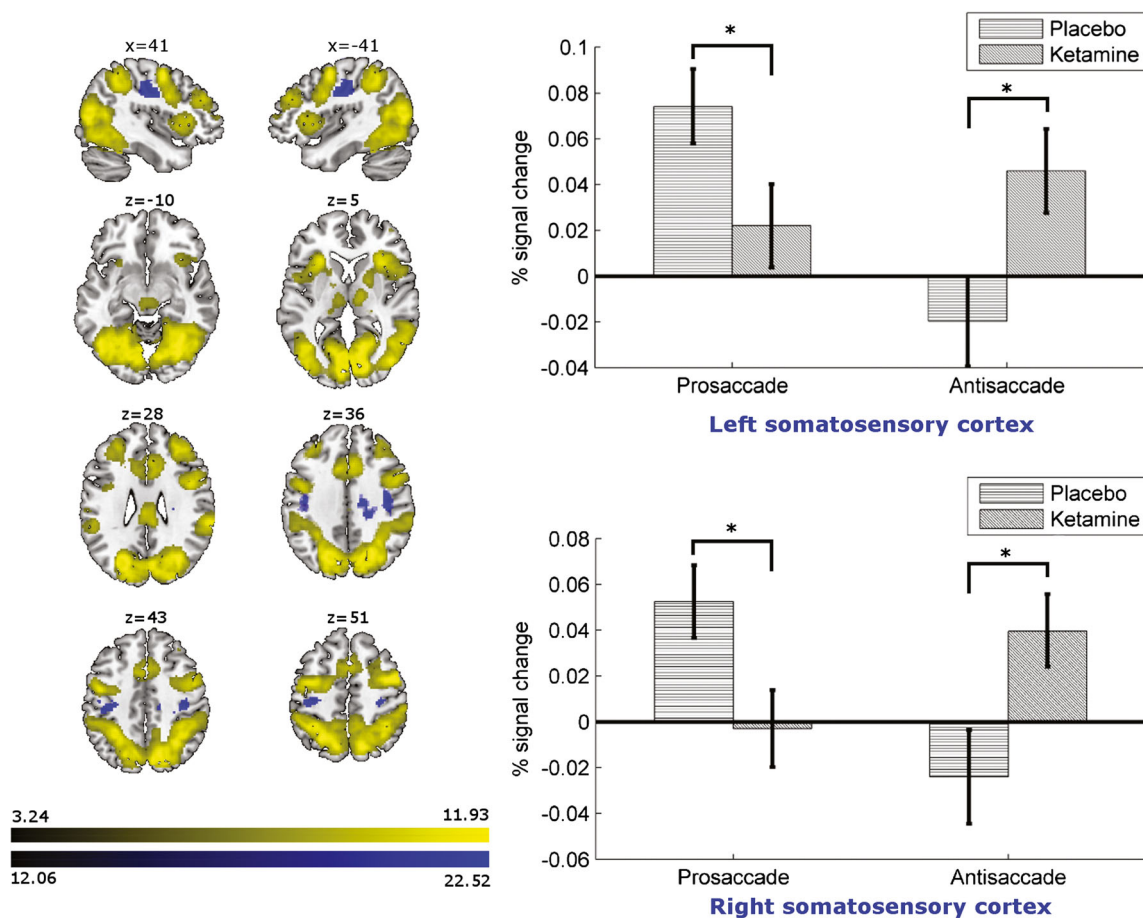 x=41
x=-41
z=-10
z=5
z=28
z=36
z=43
z=51
3.24
11.93
12.06
22.52
Placebo
Ketamine
*
*
% signal change
0.1
0.08
0.06
0.04
0.02
0
-0.02
-0.04
Prosaccade
Antisaccade
Left somatosensory cortex
Placebo
Ketamine
*
*
% signal change
0.08
0.06
0.04
0.02
0
-0.02
-0.04
-0.06
Prosaccade
Antisaccade
Right somatosensory cortex